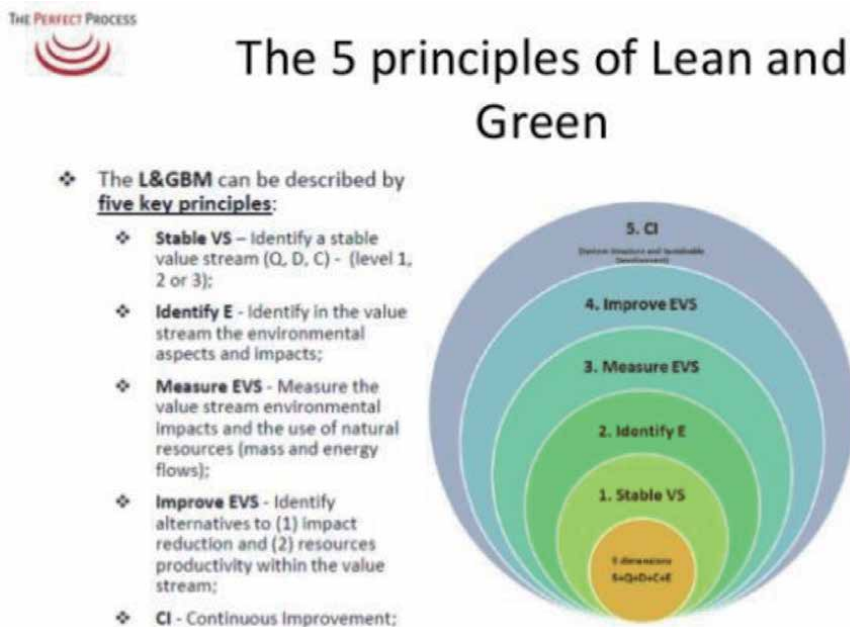 THE PERFECT PROCESS
The 5 principles of Lean and
Green
❖ The L&GBM can be described by
five key principles:
❖ Stable VS – Identify a stable
value stream (Q, D, C) - (level 1,
2 or 3);
❖ Identify E - Identify in the value
stream the environmental
aspects and impacts;
❖ Measure EVS - Measure the
value stream environmental
impacts and the use of natural
resources (mass and energy
flows);
❖ Improve EVS - Identify
alternatives to (1) impact
reduction and (2) resources
productivity within the value
stream;
❖ CI - Continuous Improvement;
5. CI
4. Improve EVS
3. Measure EVS
2. Identify E
1. Stable VS
5 dimensions
S+Q+D+C+E